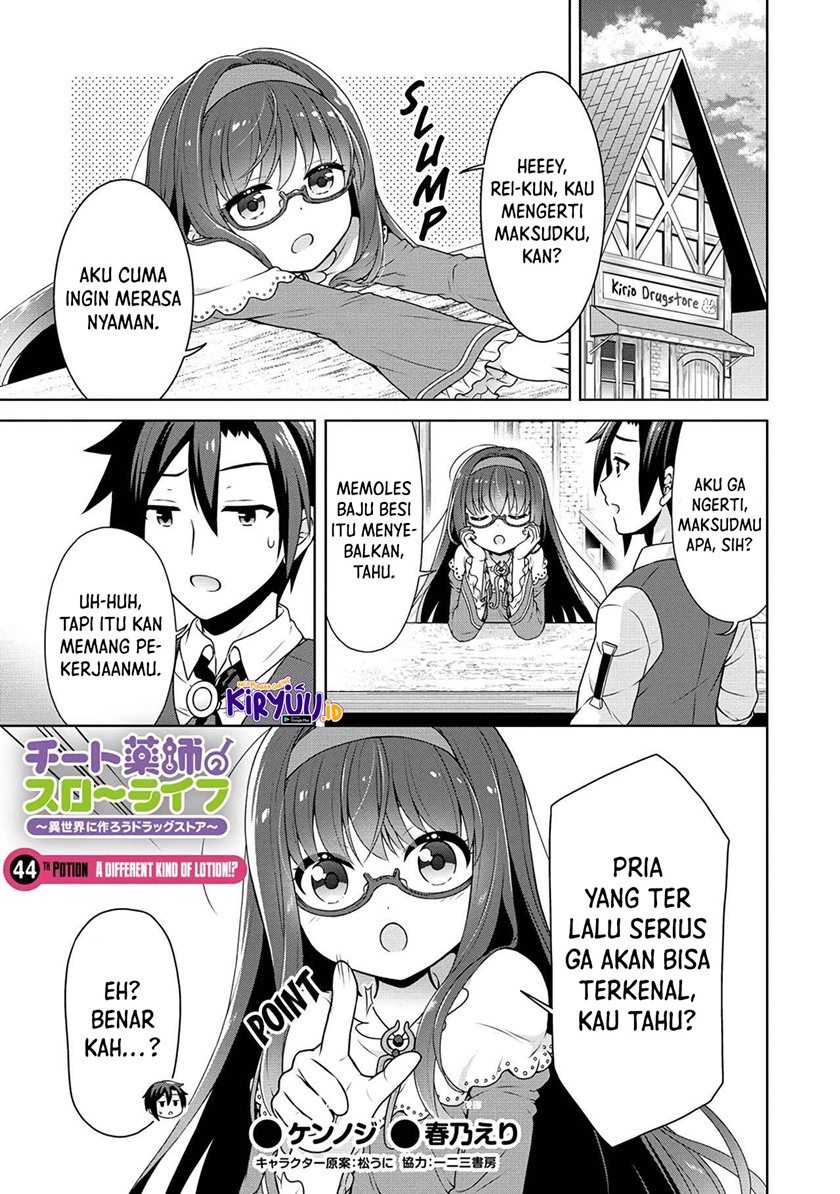 Kirio Drugstore
HEEEY,
REI-KUN, KAU
MENGERTI
MAKSUDKU,
KAN?
SLUMP
AKU CUMA
INGIN MERASA
NYAMAN.
AKU GA
NGERTI,
MAKSUDMU
APA, SIH?
MEMOLES
BAJU BESI
ITU MENYE-
BALKAN,
TAHU.
UH-HUH,
TAPI ITU KAN
MEMANG PE-
KERJAANMU.
KIRYUU.ID
チート薬師の
スローライフ
～異世界に作ろうドラッグストア～
44TH POTION A DIFFERENT KIND OF LOTION!?
PRIA
YANG TER
LALU SERIUS
GA AKAN BISA
TERKENAL,
KAU TAHU?
POINT
EH?
BENAR
KAH...?
漫画
●ケンノジ ●春乃えり
キャラクター原案:松うに 協力:一二三書房